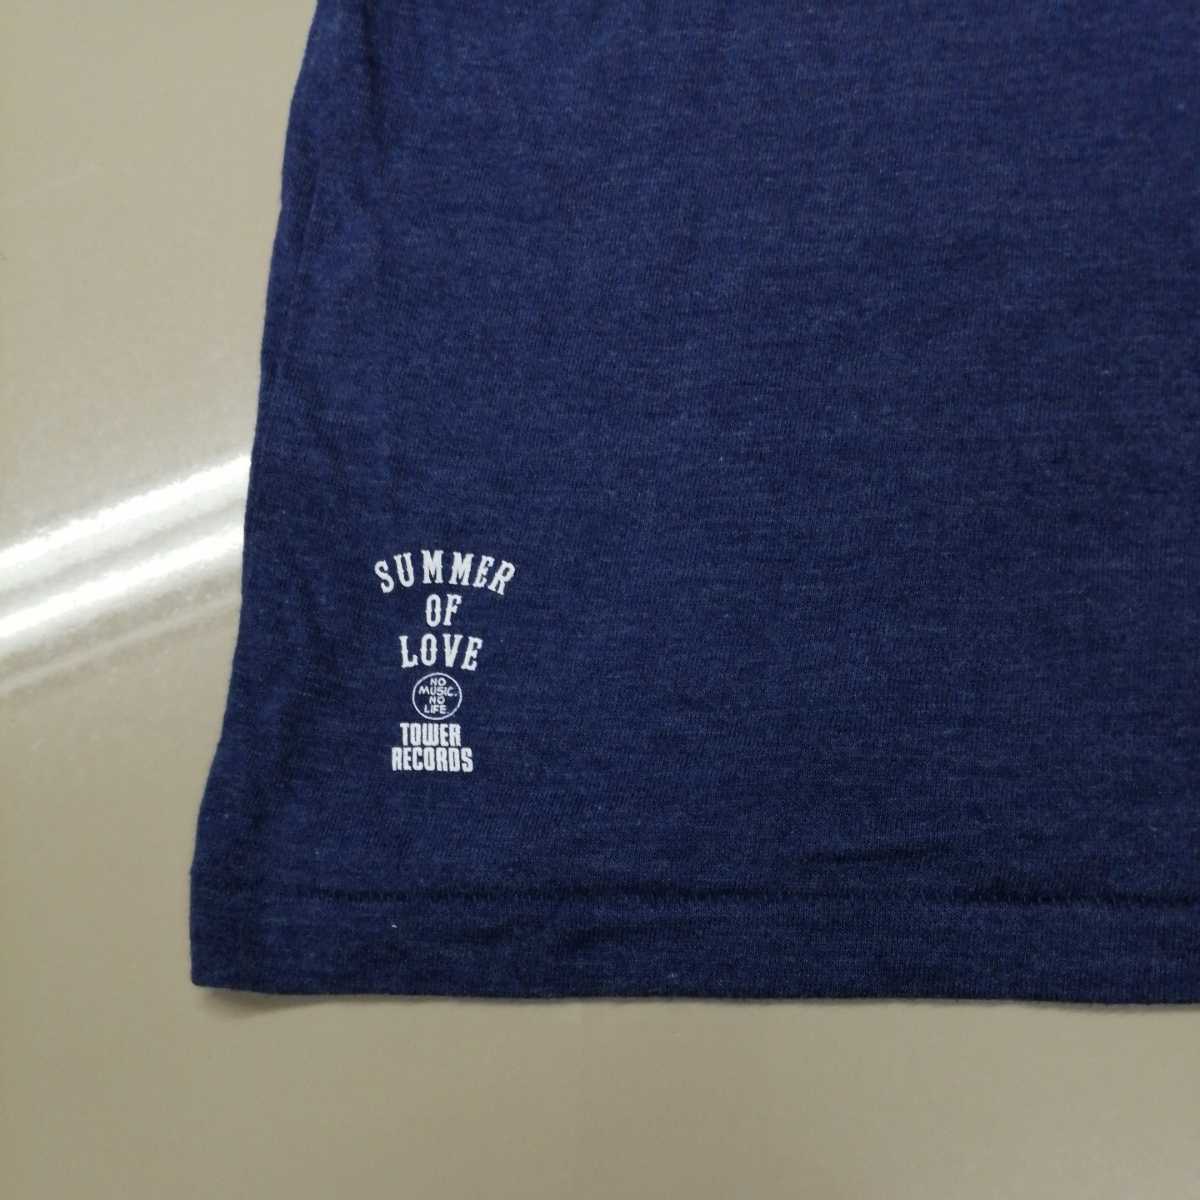 SUMMER
OF
LOVE
NO
MUSIC.
NO
LIFE.
TOWER
RECORDS